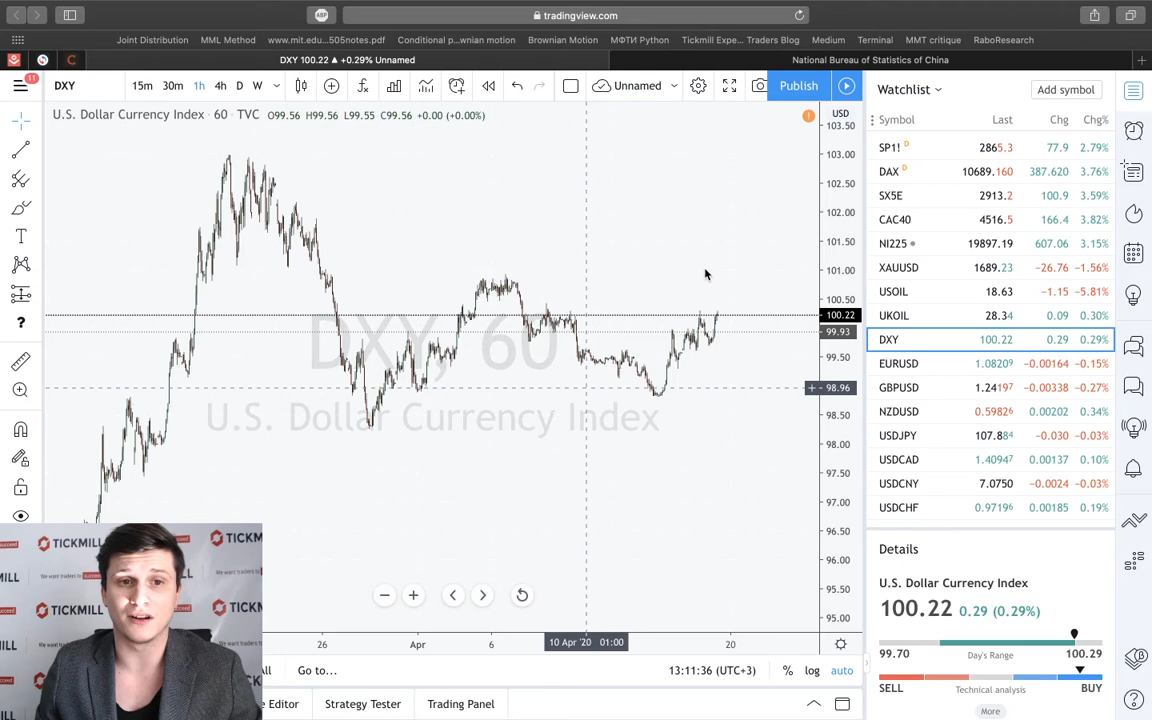 ABP
tradingview.com
Joint Distribution
MML Method
www.mit.edu...505notes.pdf
Conditional p...wnian motion
Brownian Motion
МФТИ Python
Tickmill Expe... Traders Blog
Medium
Terminal
MMT critique
RaboResearch
DXY 100.22 ▲ +0.29% Unnamed
National Bureau of Statistics of China
11
DXY
15m 30m 1h 4h D W
Unnamed
Publish
Watchlist
Add symbol
U.S. Dollar Currency Index · 60 · TVC O99.56 H99.56 L99.55 C99.56 +0.00 (+0.00%)
USD
103.50
103.00
102.50
102.00
101.50
101.00
100.50
100.22
99.93
99.50
98.96
98.50
98.00
97.50
97.00
96.50
96.00
95.50
95.00
DXY, 60
U.S. Dollar Currency Index
Symbol Last Chg Chg%
SP1! D 2865.3 77.9 2.79%
DAX D 10689.160 387.620 3.76%
SX5E 2913.2 100.9 3.59%
CAC40 4516.5 166.4 3.82%
NI225 19897.19 607.06 3.15%
XAUUSD 1689.23 −26.76 −1.56%
USOIL 18.63 −1.15 −5.81%
UKOIL 28.34 0.09 0.30%
DXY 100.22 0.29 0.29%
EURUSD 1.08209 −0.00164 −0.15%
GBPUSD 1.24197 −0.00338 −0.27%
NZDUSD 0.59826 0.00202 0.34%
USDJPY 107.884 −0.030 −0.03%
USDCAD 1.40947 0.00137 0.10%
USDCNY 7.0750 −0.0024 −0.03%
USDCHF 0.97196 0.00185 0.19%
Details
U.S. Dollar Currency Index
100.22 0.29 (0.29%)
99.70 Day's Range 100.29
SELL Technical analysis BUY
More
26 Apr 6 10 Apr '20 01:00 20
All Go to... 13:11:36 (UTC+3) % log auto
e Editor Strategy Tester Trading Panel
TICKMILL
We want traders to succeed
TICKMILL
TICKMILL
TICKMILL